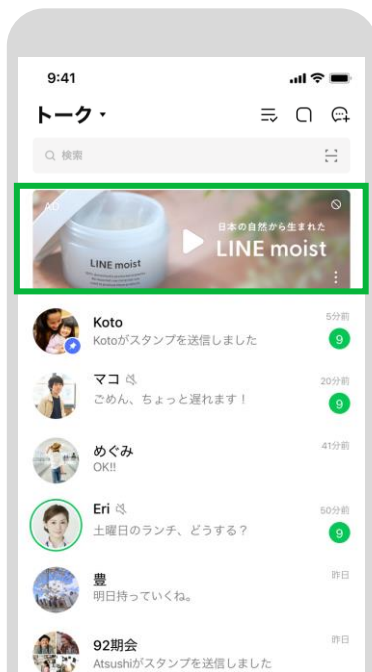 9:41
トーク
検索
AD
日本の自然から生まれた
LINE moist
LINE moist
Koto
5分前
Kotoがスタンプを送信しました
9
マコ
20分前
ごめん、ちょっと遅れます！
9
めぐみ
41分前
OK!!
Eri
50分前
土曜日のランチ、どうする？
9
豊
昨日
明日持っていくね。
92期会
昨日
Atsushiがスタンプを送信しました